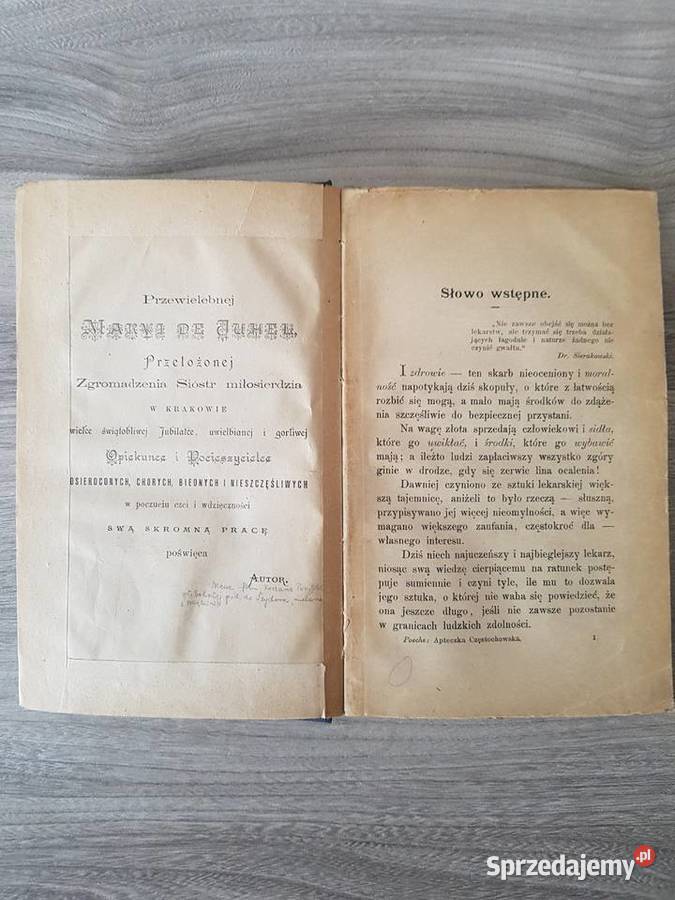 Przewielebnej
MARYI DE JUHEL,
Przełożonej
Zgromadzenia Sióstr miłosierdzia
W KRAKOWIE
wielce świątobliwej Jubilatce, uwielbianej i gorliwej
Opiekunce i Pocieszycielce
OSIEROCONYCH, CHORYCH, BIEDNYCH I NIESZCZĘŚLIWYCH
w poczuciu czci i wdzięczności
SWĄ SKROMNĄ PRACĘ
poświęca
AUTOR.
Słowo wstępne.
„Nie zawsze obejść się można bez
lekarstw, ale trzymać się trzeba działa-
jących łagodnie i naturze żadnego nie
czynić gwałtu.“
Dr. Sierakowski.
I zdrowie — ten skarb nieoceniony i moral-
ność napotykają dziś skopuły, o które z łatwością
rozbić się mogą, a mało mają środków do zdąże-
nia szczęśliwie do bezpiecznej przystani.
Na wagę złota sprzedają człowiekowi i sidła,
które go uwikłać, i środki, które go wybawić
mają; a ileżto ludzi zapłaciwszy wszystko zgóry
ginie w drodze, gdy się zerwie lina ocalenia!
Dawniej czyniono ze sztuki lekarskiej więk-
szą tajemnicę, aniżeli to było rzeczą — słuszną,
przypisywano jej więcej nieomylności, a więc wy-
magano większego zaufania, częstokroć dla —
własnego interesu.
Dziś niech najuczeńszy i najbieglejszy lekarz,
niosąc swą wiedzę cierpiącemu na ratunek postę-
puje sumiennie i czyni tyle, ile mu to dozwala
jego sztuka, o której nie waha się powiedzieć, że
ona jeszcze długo, jeśli nie zawsze pozostanie
w granicach ludzkich zdolności.
Poeche: Apteczka Częstochowska.
1
Sprzedajemy.pl